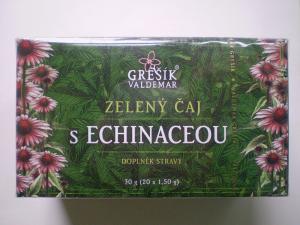 GREŠÍK
VALDEMAR
ZELENÝ ČAJ
s ECHINACEOU
DOPLNĚK STRAVY
30 g (20 x 1,50 g)